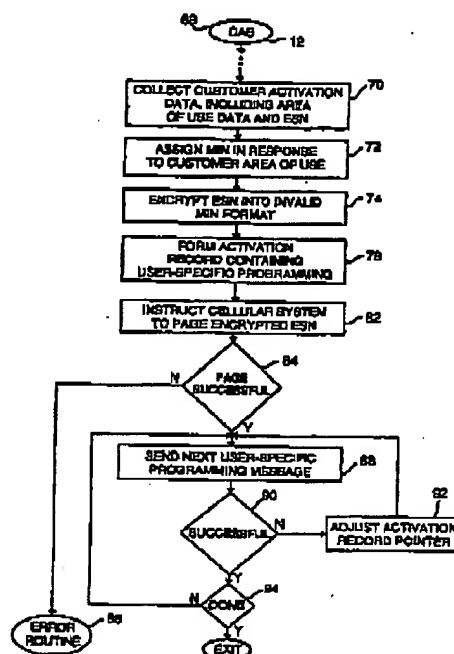 68
DAS
12
COLLECT CUSTOMER ACTIVATION
DATA, INCLUDING AREA
OF USE DATA AND ESN
70
ASSIGN MIN IN RESPONSE
TO CUSTOMER AREA OF USE
72
ENCRYPT ESN INTO INVALID
MIN FORMAT
74
FORM ACTIVATION
RECORD CONTAINING
USER-SPECIFIC PROGRAMMING
78
INSTRUCT CELLULAR SYSTEM
TO PAGE ENCRYPTED ESN
82
84
N
PAGE
SUCCESSFUL
Y
SEND NEXT USER-SPECIFIC
PROGRAMMING MESSAGE
88
90
SUCCESSFUL
N
92
ADJUST ACTIVATION
RECORD POINTER
Y
N
DONE
94
Y
ERROR
ROUTINE
86
EXIT